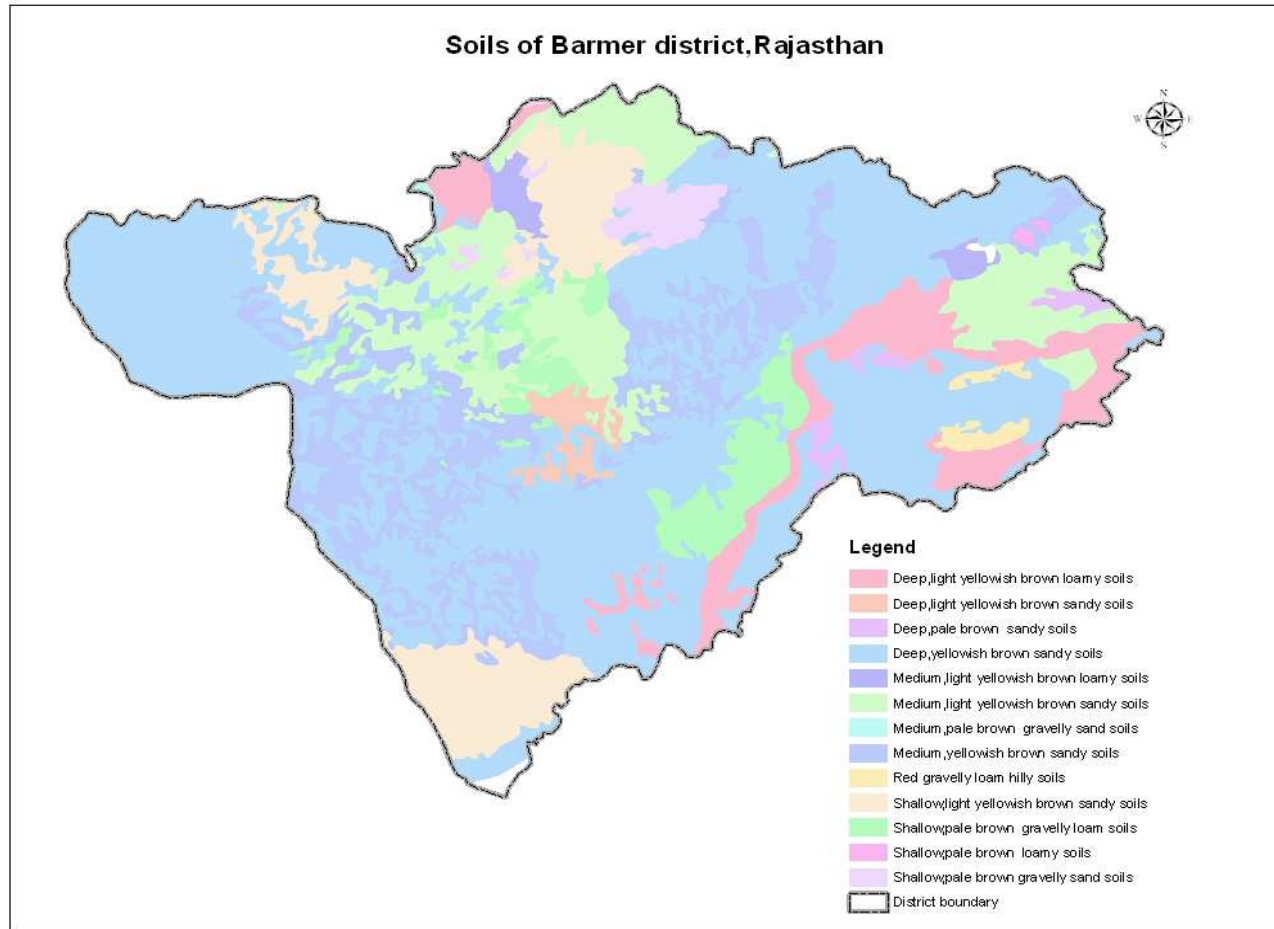 Soils of Barmer district,Rajasthan
N
W E
S
Legend
Deep,light yellowish brown loamy soils
Deep,light yellowish brown sandy soils
Deep,pale brown sandy soils
Deep,yellowish brown sandy soils
Medium,light yellowish brown loamy soils
Medium,light yellowish brown sandy soils
Medium,pale brown gravelly sand soils
Medium,yellowish brown sandy soils
Red gravelly loam hilly soils
Shallow,light yellowish brown sandy soils
Shallow,pale brown gravelly loam soils
Shallow,pale brown loamy soils
Shallow,pale brown gravelly sand soils
District boundary